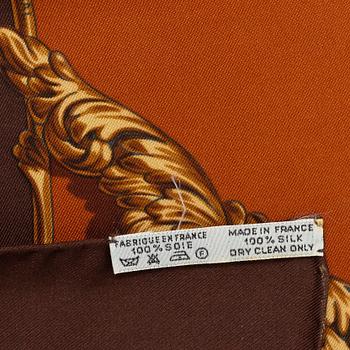 FABRIQUE EN FRANCE
100% SOIE
F
MADE IN FRANCE
100% SILK
DRY CLEAN ONLY